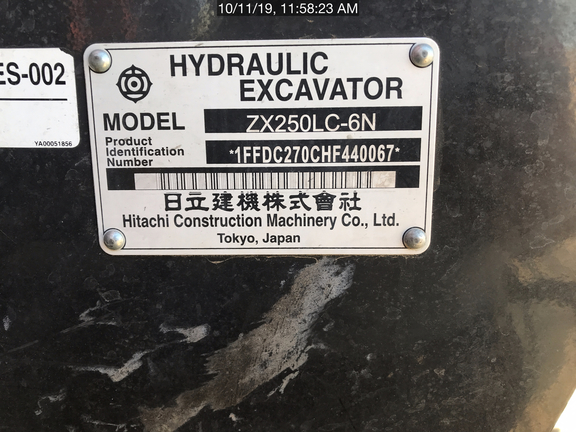 10/11/19, 11:58:23 AM
ES-002
YA00051856
HYDRAULIC
EXCAVATOR
MODEL ZX250LC-6N
Product
Identification
Number *1FFDC270CHF440067*
日立建機株式會社
Hitachi Construction Machinery Co., Ltd.
Tokyo, Japan